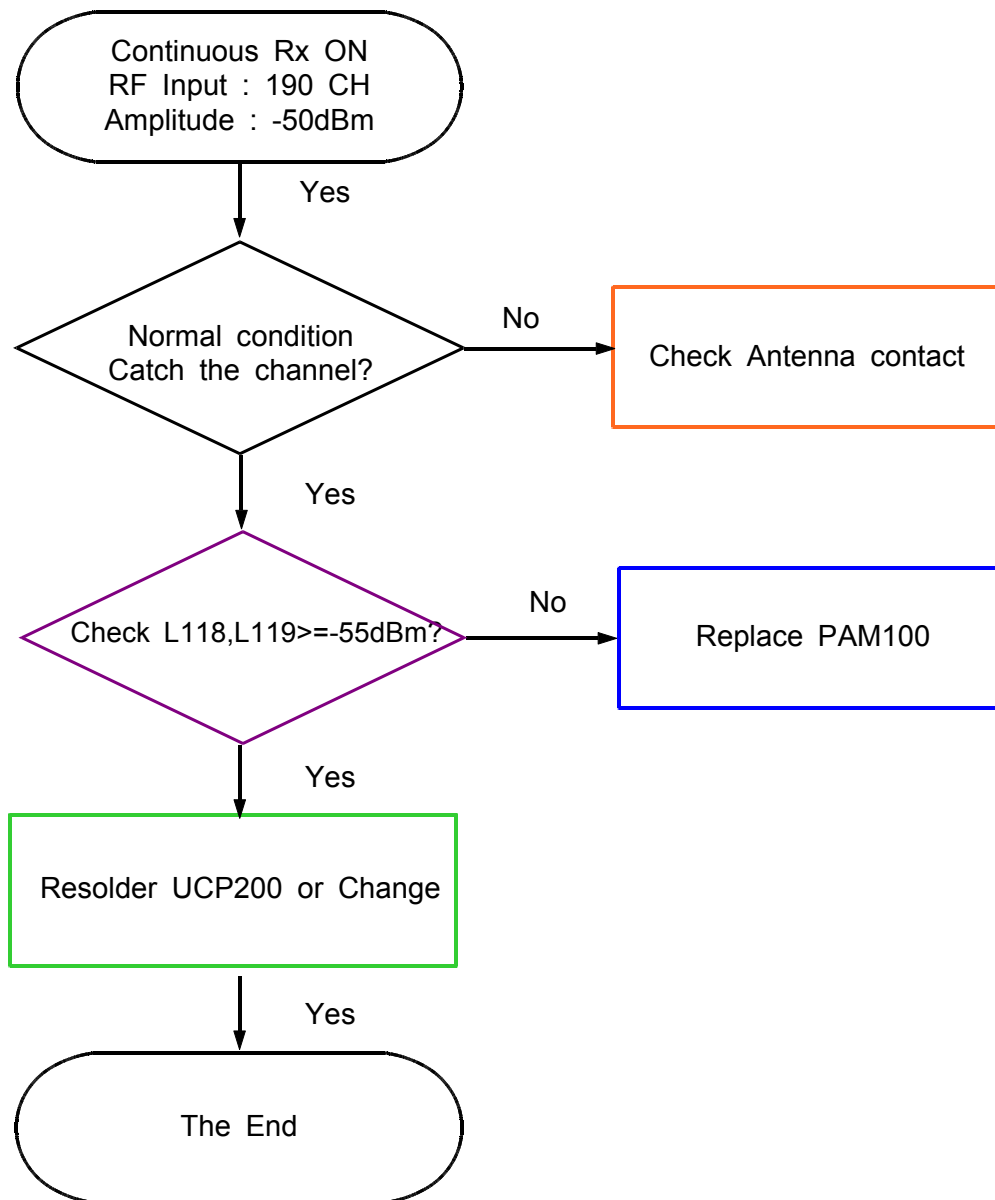 Continuous Rx ON
RF Input : 190 CH
Amplitude : -50dBm
Yes
Normal condition
Catch the channel?
No
Check Antenna contact
Yes
Check L118,L119>=-55dBm?
No
Replace PAM100
Yes
Resolder UCP200 or Change
Yes
The End